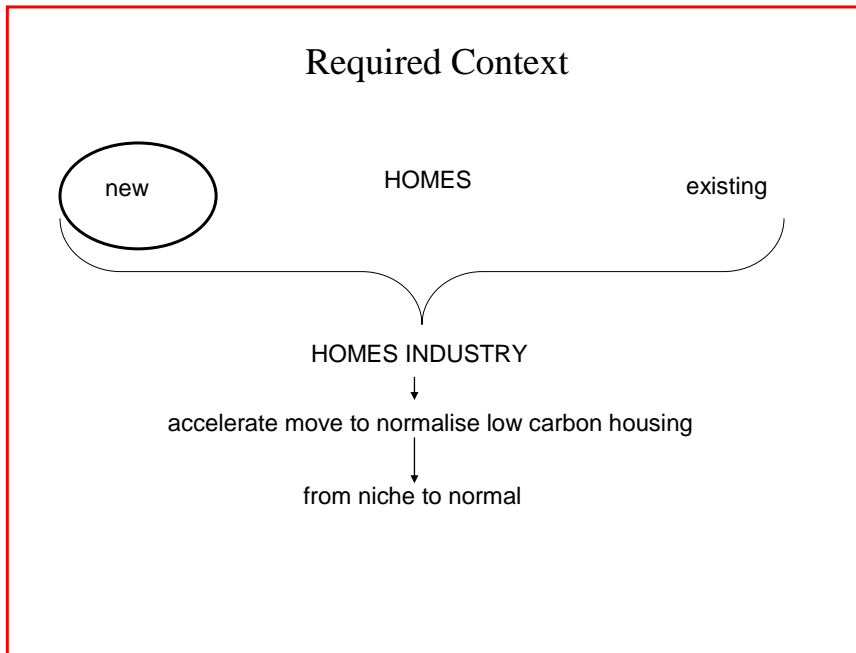 Required Context
new HOMES existing
HOMES INDUSTRY
accelerate move to normalise low carbon housing
from niche to normal